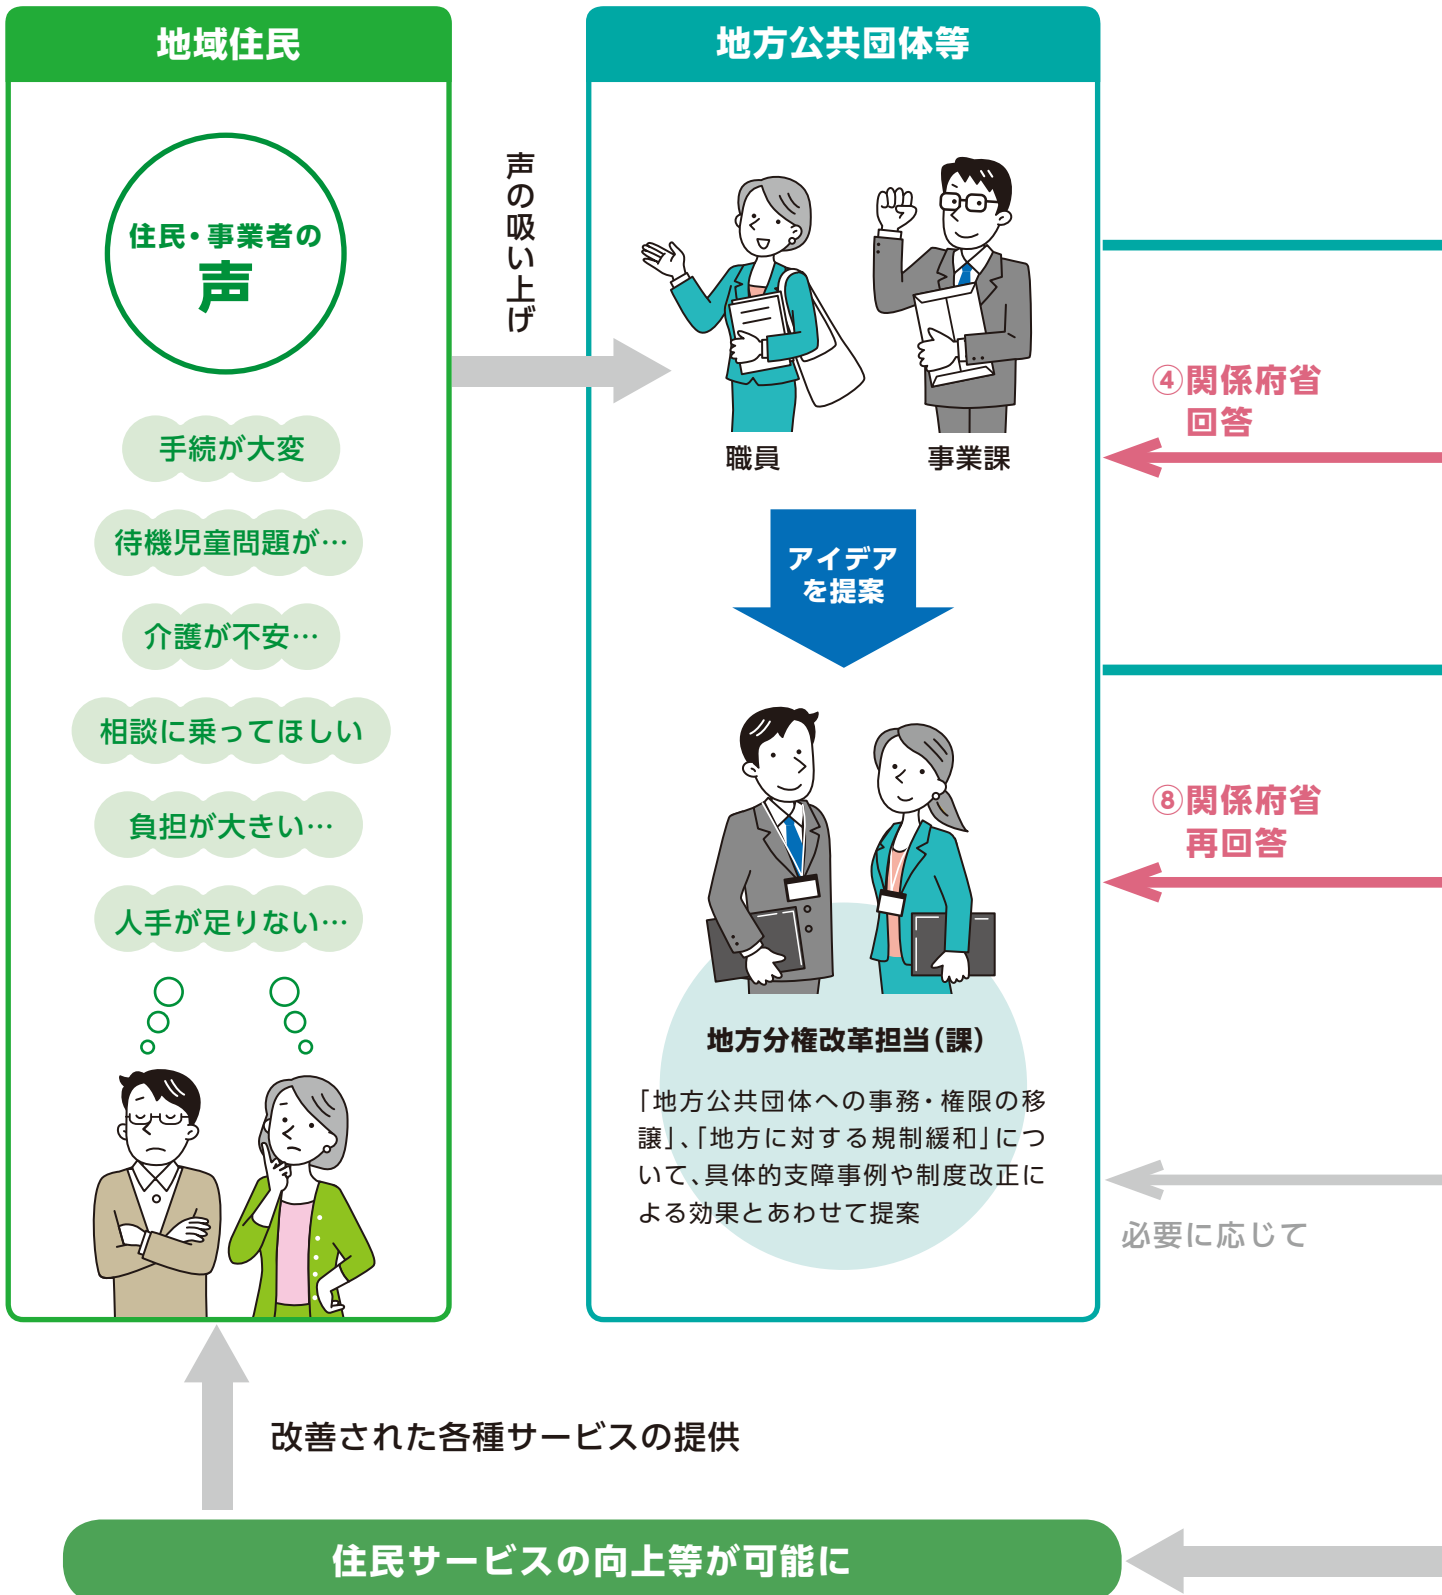 地域住民
住民・事業者の
声
手続が大変
待機児童問題が…
介護が不安…
相談に乗ってほしい
負担が大きい…
人手が足りない…
声の吸い上げ
地方公共団体等
職員
事業課
アイデア
を提案
地方分権改革担当(課)
「地方公共団体への事務・権限の移
譲」、「地方に対する規制緩和」につ
いて、具体的支障事例や制度改正に
よる効果とあわせて提案
④関係府省
回答
⑧関係府省
再回答
必要に応じて
改善された各種サービスの提供
住民サービスの向上等が可能に